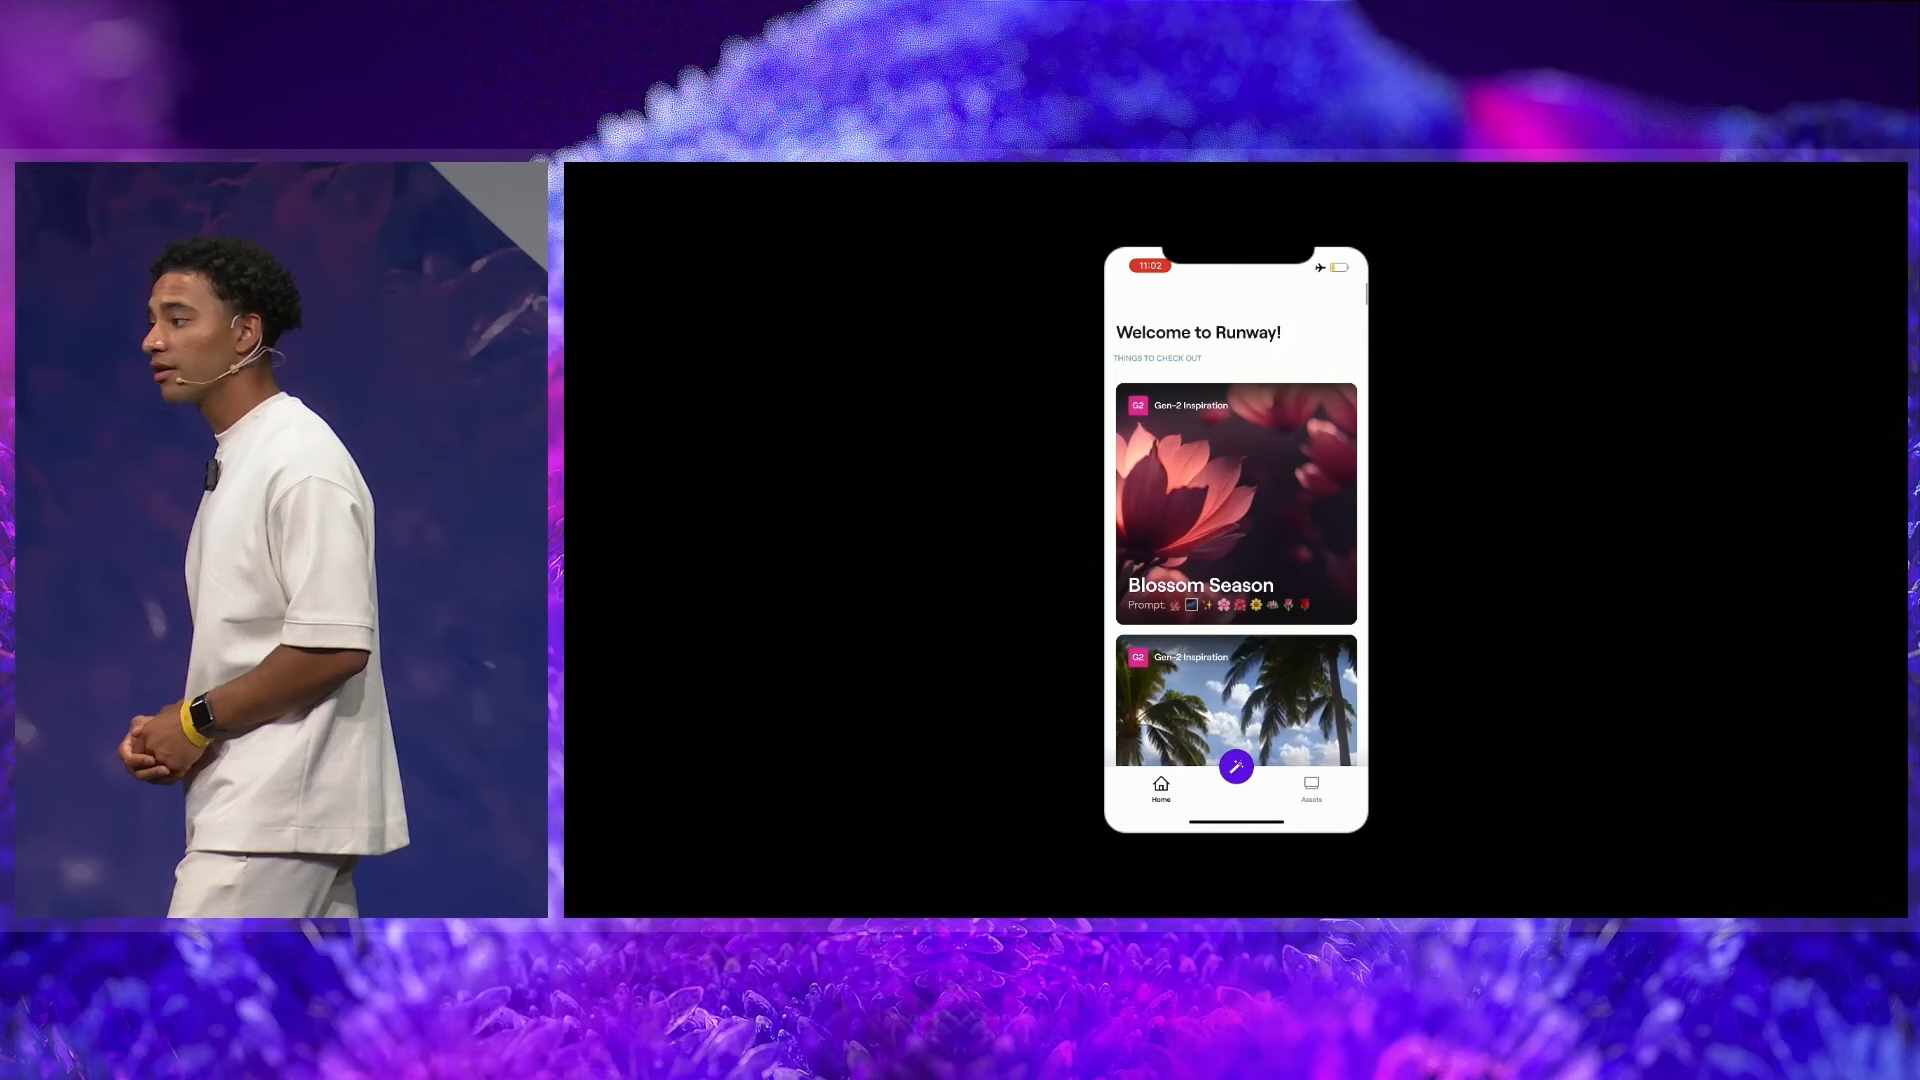 11:02
Welcome to Runway!
THINGS TO CHECK OUT
G2 Gen-2 Inspiration
Blossom Season
Prompt:
G2 Gen-2 Inspiration
Home
Assets